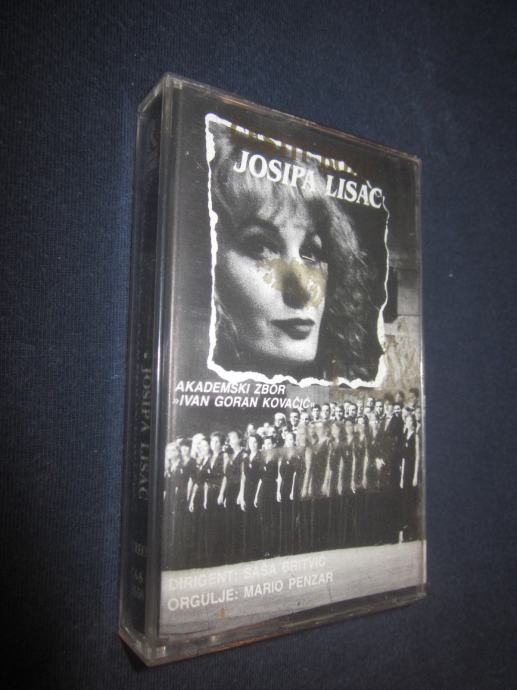 JOSIPA LISAC
AKADEMSKI ZBOR
»IVAN GORAN KOVAČIĆ«
DIRIGENT: SAŠA BRITVIĆ
ORGULJE: MARIO PENZAR
• JOSIPA LISAC